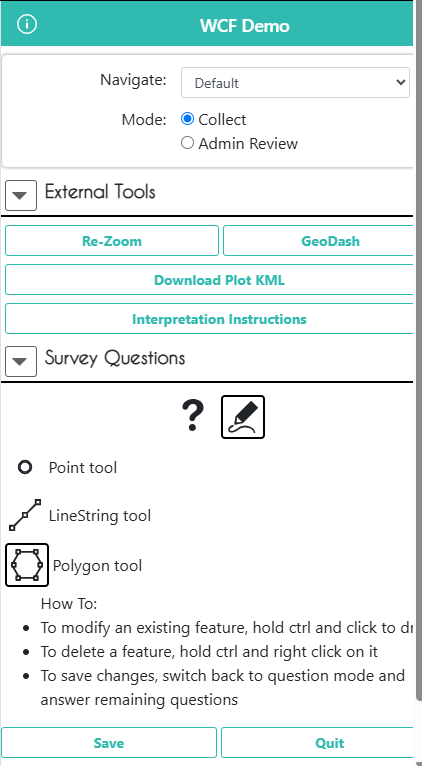 WCF Demo
Navigate: Default
Mode: Collect
Admin Review
External Tools
Re-Zoom GeoDash
Download Plot KML
Interpretation Instructions
Survey Questions
?
Point tool
LineString tool
Polygon tool
How To:
• To modify an existing feature, hold ctrl and click to
• To delete a feature, hold ctrl and right click on it
• To save changes, switch back to question mode and
answer remaining questions
Save Quit